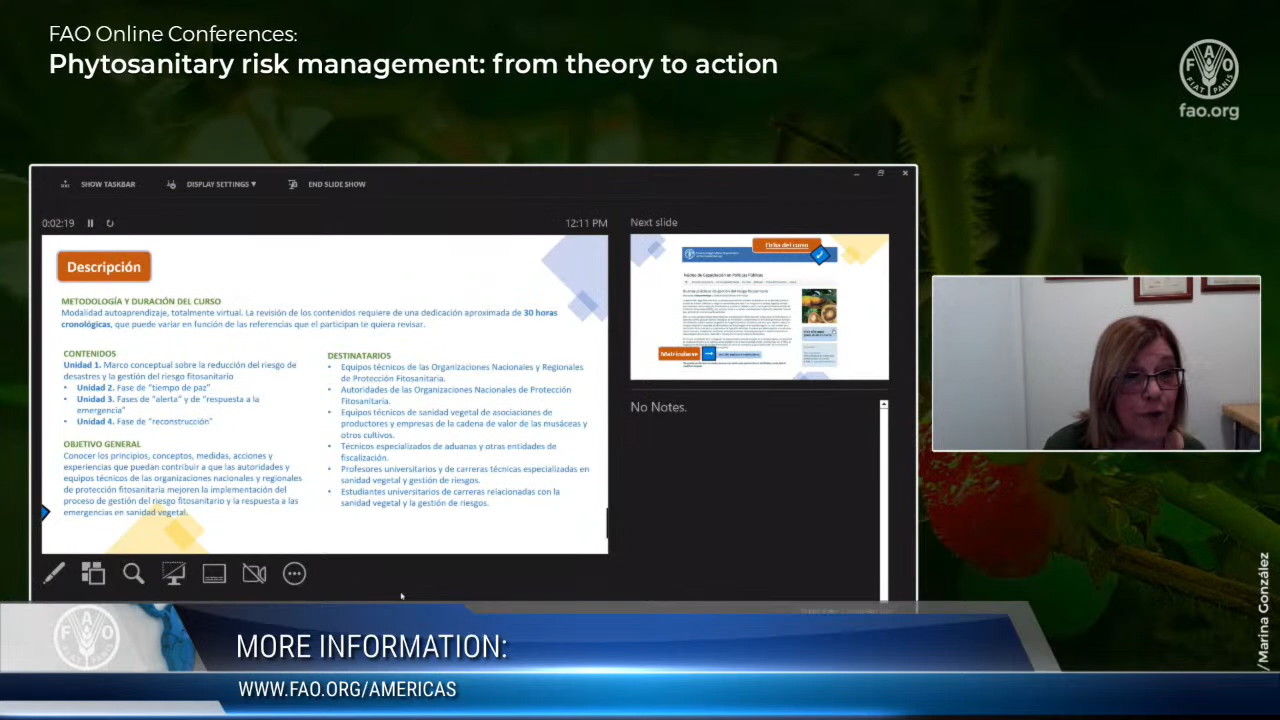 FAO Online Conferences:
Phytosanitary risk management: from theory to action
FAO
FIAT PANIS
fao.org
SHOW TASKBAR
DISPLAY SETTINGS ▼
END SLIDE SHOW
0:02:19
12:11 PM
Next slide
Descripción
METODOLOGÍA Y DURACIÓN DEL CURSO
Modalidad autoaprendizaje, totalmente virtual. La revisión de los contenidos requiere de una dedicación aproximada de 30 horas
cronológicas, que puede variar en función de las referencias que el participan te quiera revisar.
CONTENIDOS
Unidad 1. Marco conceptual sobre la reducción del riesgo de
desastres y la gestión del riesgo fitosanitario
• Unidad 2. Fase de “tiempo de paz”
• Unidad 3. Fases de “alerta” y de “respuesta a la
emergencia”
• Unidad 4. Fase de “reconstrucción”
OBJETIVO GENERAL
Conocer los principios, conceptos, medidas, acciones y
experiencias que puedan contribuir a que las autoridades y
equipos técnicos de las organizaciones nacionales y regionales
de protección fitosanitaria mejoren la implementación del
proceso de gestión del riesgo fitosanitario y la respuesta a las
emergencias en sanidad vegetal.
DESTINATARIOS
• Equipos técnicos de las Organizaciones Nacionales y Regionales
de Protección Fitosanitaria.
• Autoridades de las Organizaciones Nacionales de Protección
Fitosanitaria.
• Equipos técnicos de sanidad vegetal de asociaciones de
productores y empresas de la cadena de valor de las musáceas y
otros cultivos.
• Técnicos especializados de aduanas y otras entidades de
fiscalización.
• Profesores universitarios y de carreras técnicas especializadas en
sanidad vegetal y gestión de riesgos.
• Estudiantes universitarios de carreras relacionadas con la
sanidad vegetal y la gestión de riesgos.
Ficha del curso
Núcleo de Capacitación en Políticas Públicas
Matricularse
No Notes.
/Marina González
FAO
MORE INFORMATION:
WWW.FAO.ORG/AMERICAS